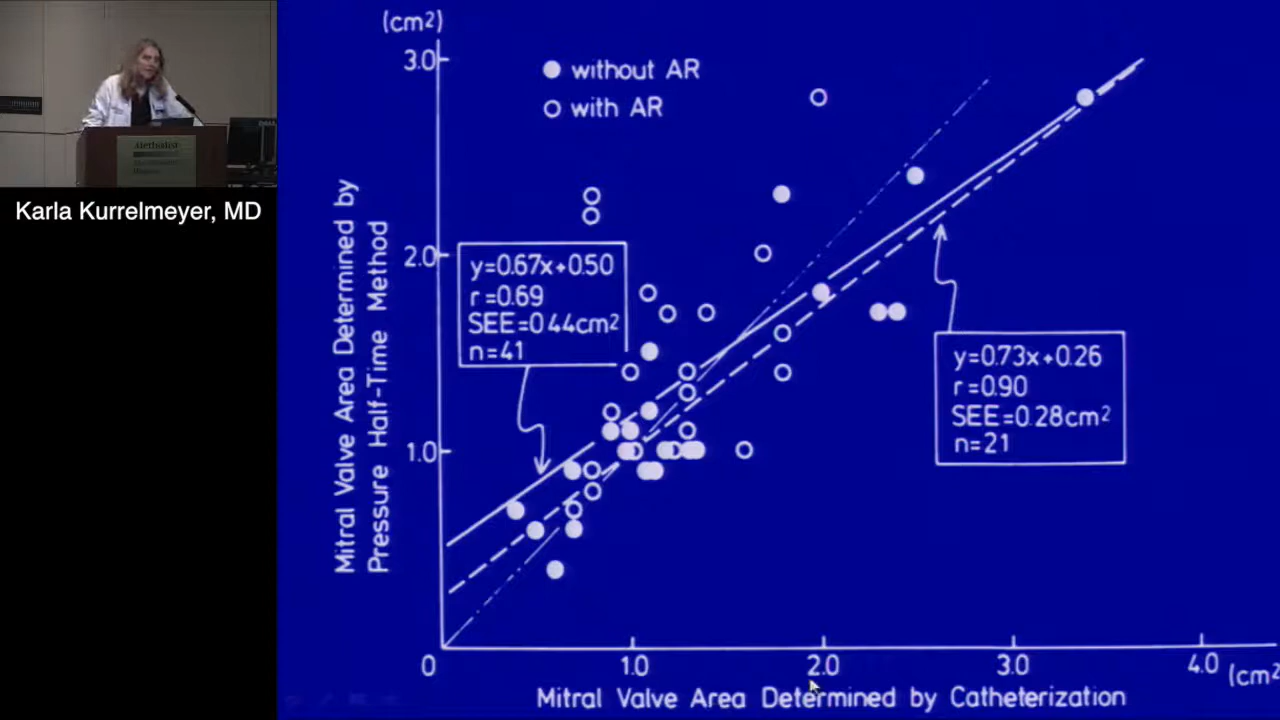 Karla Kurrelmeyer, MD
(cm2)
3.0
2.0
1.0
0
without AR
with AR
Mitral Valve Area Determined by
Pressure Half-Time Method
y=0.67x+0.50
r=0.69
SEE=0.44cm2
n=41
y=0.73x+0.26
r=0.90
SEE=0.28cm2
n=21
1.0
2.0
3.0
4.0
(cm2
Mitral Valve Area Determined by Catheterization
Methodist